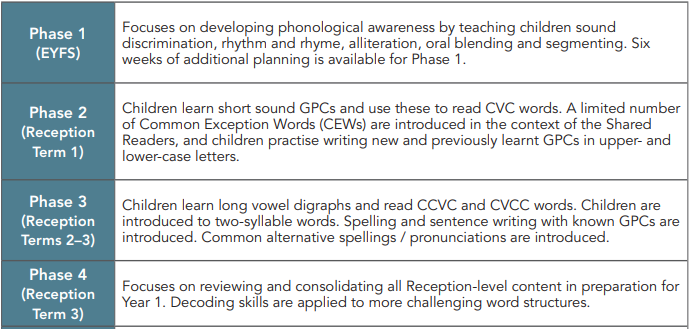 Phase 1
(EYFS)
Focuses on developing phonological awareness by teaching children sound
discrimination, rhythm and rhyme, alliteration, oral blending and segmenting. Six
weeks of additional planning is available for Phase 1.
Phase 2
(Reception
Term 1)
Children learn short sound GPCs and use these to read CVC words. A limited number
of Common Exception Words (CEWs) are introduced in the context of the Shared
Readers, and children practise writing new and previously learnt GPCs in upper- and
lower-case letters.
Phase 3
(Reception
Terms 2–3)
Children learn long vowel digraphs and read CCVC and CVCC words. Children are
introduced to two-syllable words. Spelling and sentence writing with known GPCs are
introduced. Common alternative spellings / pronunciations are introduced.
Phase 4
(Reception
Term 3)
Focuses on reviewing and consolidating all Reception-level content in preparation for
Year 1. Decoding skills are applied to more challenging word structures.